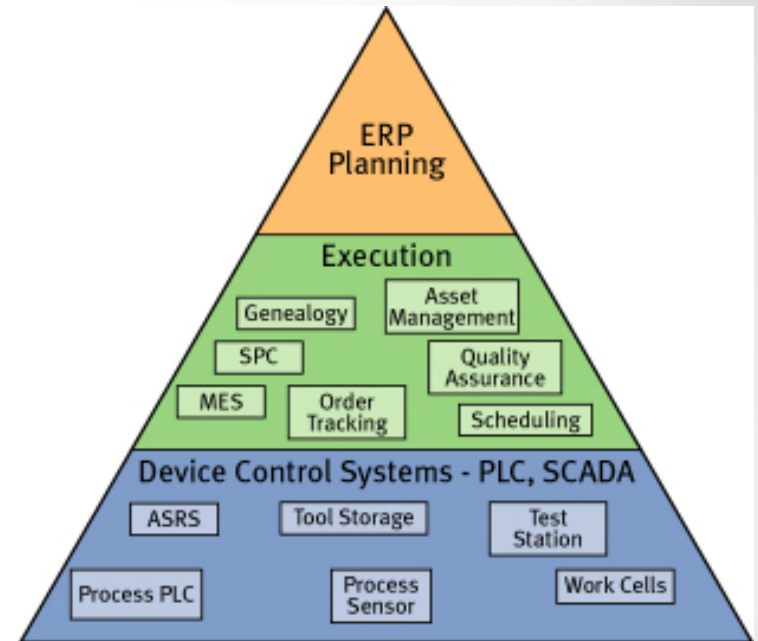 ERP
Planning
Execution
Genealogy
Asset
Management
SPC
Quality
Assurance
MES
Order
Tracking
Scheduling
Device Control Systems - PLC, SCADA
ASRS
Tool Storage
Test
Station
Process PLC
Process
Sensor
Work Cells